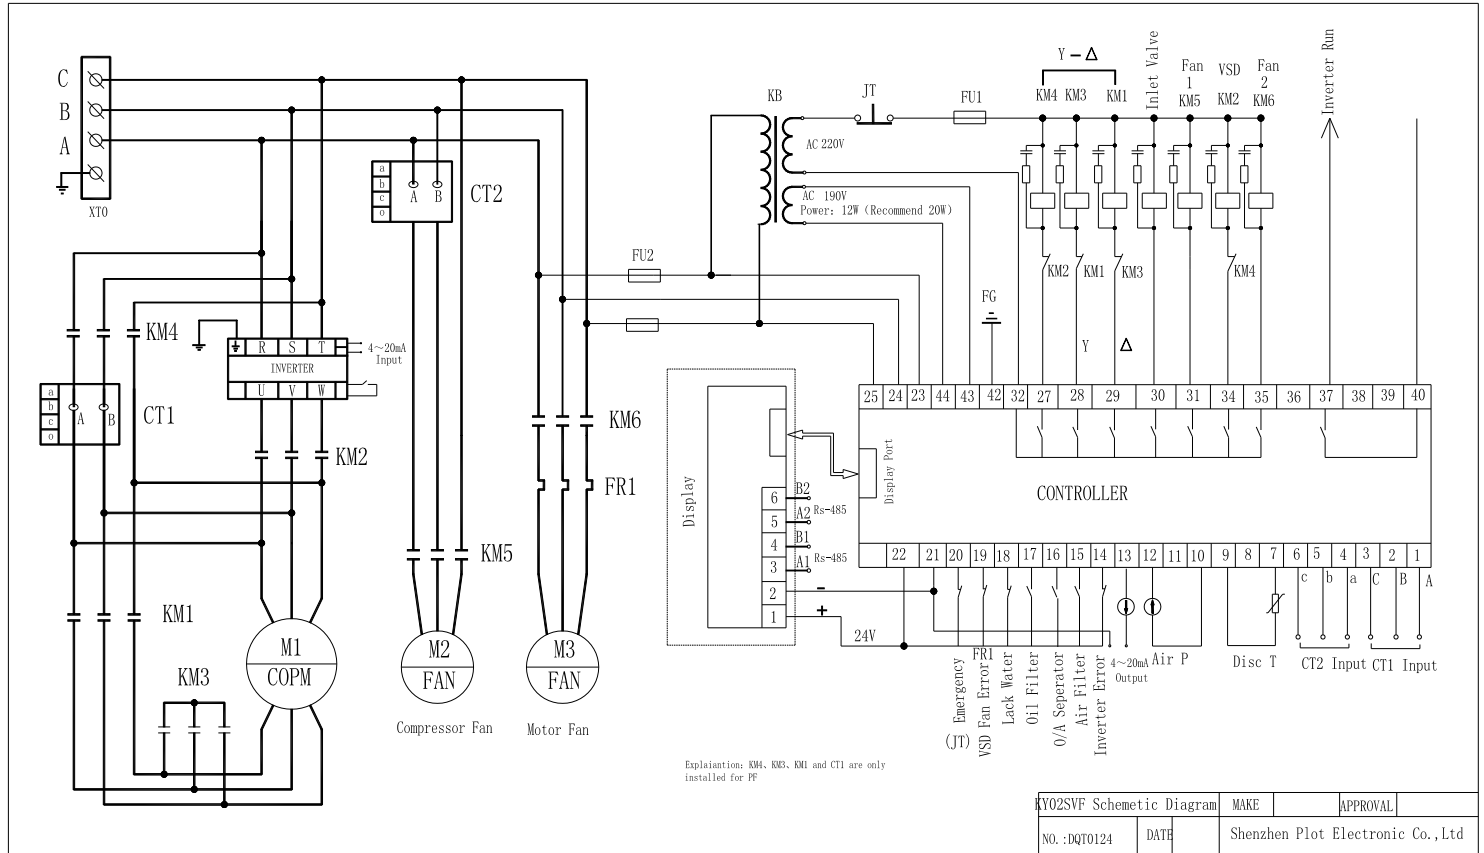 C
B
A
XT0
KM4
a
b
c
o
A
B
CT1
R
S
T
INVERTER
U
V
W
4~20mA
Input
KM2
KM1
KM3
M1
COPM
a
b
c
o
A
B
CT2
KM5
M2
FAN
Compressor Fan
KM6
FR1
M3
FAN
Motor Fan
FU2
KB
AC 220V
AC 190V
Power: 12W (Recommend 20W)
JT
FU1
Y - Δ
KM4
KM3
KM1
Inlet Valve
Fan
1
KM5
VSD
KM2
Fan
2
KM6
Inverter Run
KM2
KM1
KM3
KM4
Y
Δ
FG
25
24
23
44
43
42
32
27
28
29
30
31
34
35
36
37
38
39
40
CONTROLLER
Display Port
Display
6
5
4
3
2
1
B2
A2
B1
A1
Rs-485
Rs-485
-
+
24V
22
21
20
19
18
17
16
15
14
13
12
11
10
9
8
7
6
5
4
3
2
1
c
b
a
C
B
A
Emergency
(JT)
FR1
VSD Fan Error
Lack Water
Oil Filter
O/A Seperator
Air Filter
Inverter Error
4~20mA
Output
Air P
Disc T
CT2 Input
CT1 Input
Explaiantion: KM4、KM3、KM1 and CT1 are only
installed for PF
KY02SVF Schemetic Diagram
MAKE
APPROVAL
NO.:DQT0124
DATE
Shenzhen Plot Electronic Co.,Ltd